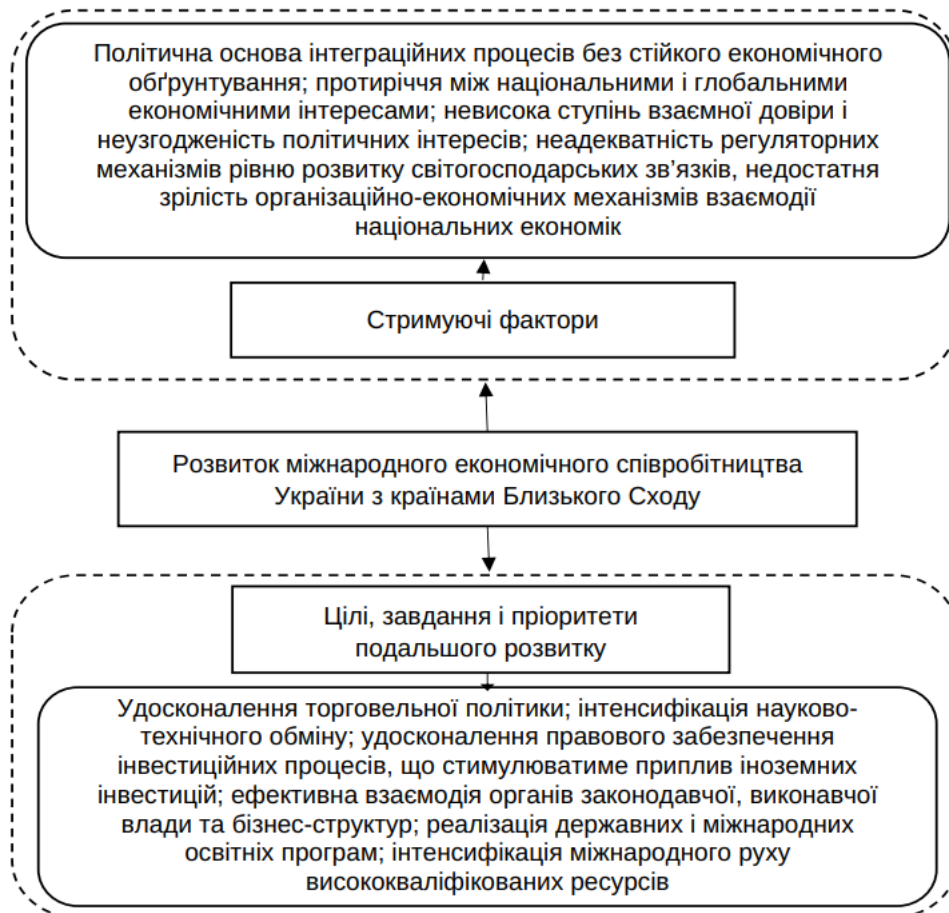 Політична основа інтеграційних процесів без стійкого економічного
обґрунтування; протиріччя між національними і глобальними
економічними інтересами; невисока ступінь взаємної довіри і
неузгодженість політичних інтересів; неадекватність регуляторних
механізмів рівню розвитку світогосподарських зв’язків, недостатня
зрілість організаційно-економічних механізмів взаємодії
національних економік
Стримуючі фактори
Розвиток міжнародного економічного співробітництва
України з країнами Близького Сходу
Цілі, завдання і пріоритети
подальшого розвитку
Удосконалення торговельної політики; інтенсифікація науково-
технічного обміну; удосконалення правового забезпечення
інвестиційних процесів, що стимулюватиме приплив іноземних
інвестицій; ефективна взаємодія органів законодавчої, виконавчої
влади та бізнес-структур; реалізація державних і міжнародних
освітніх програм; інтенсифікація міжнародного руху
висококваліфікованих ресурсів